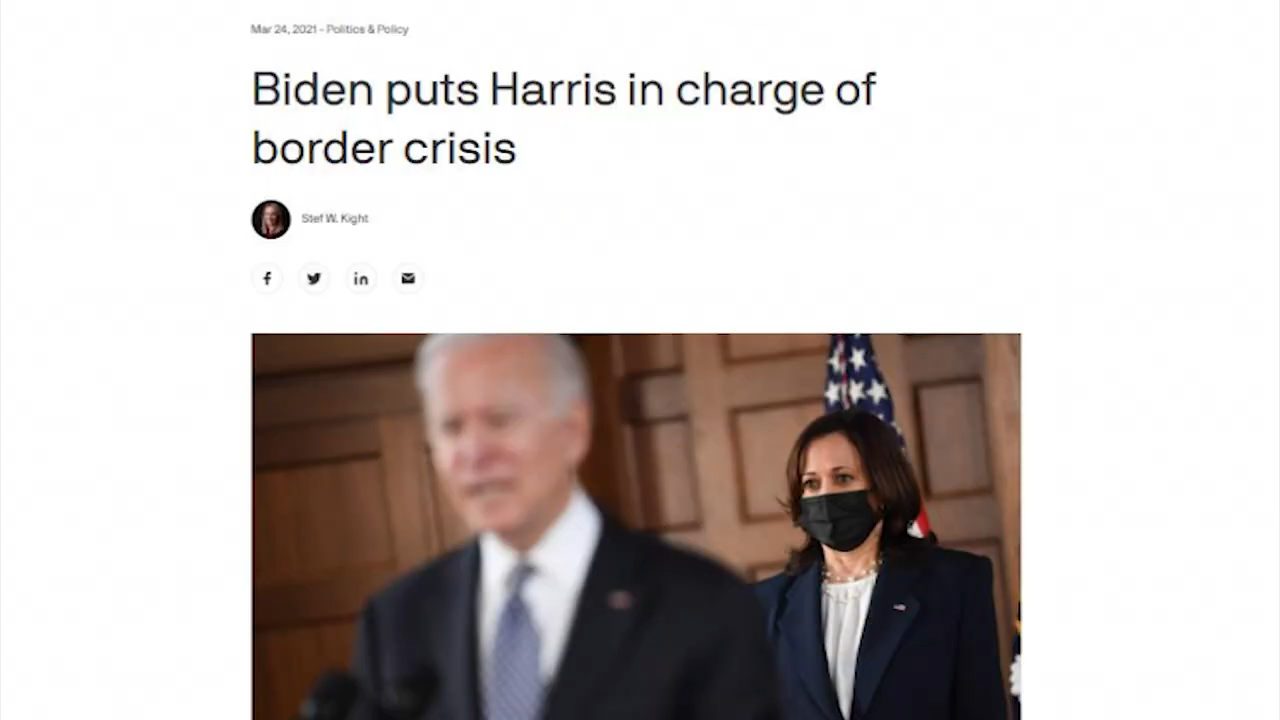 Mar 24, 2021 - Politics & Policy
Biden puts Harris in charge of
border crisis
Stef W. Kight